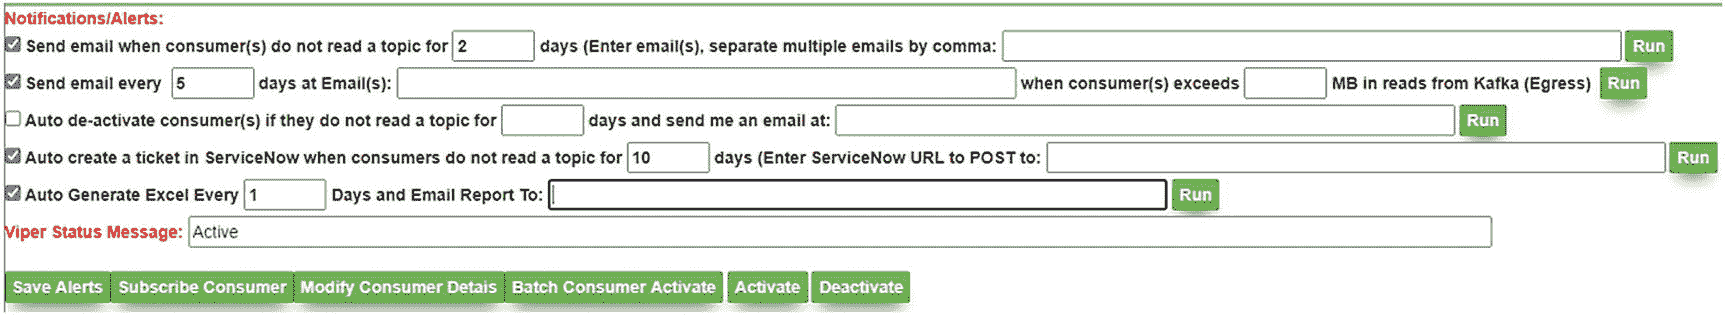 Notifications/Alerts:
Send email when consumer(s) do not read a topic for 2 days (Enter email(s), separate multiple emails by comma: Run
Send email every 5 days at Email(s): when consumer(s) exceeds MB in reads from Kafka (Egress) Run
Auto de-activate consumer(s) if they do not read a topic for days and send me an email at: Run
Auto create a ticket in ServiceNow when consumers do not read a topic for 10 days (Enter ServiceNow URL to POST to: Run
Auto Generate Excel Every 1 Days and Email Report To: Run
Viper Status Message: Active
Save Alerts Subscribe Consumer Modify Consumer Detais Batch Consumer Activate Activate Deactivate